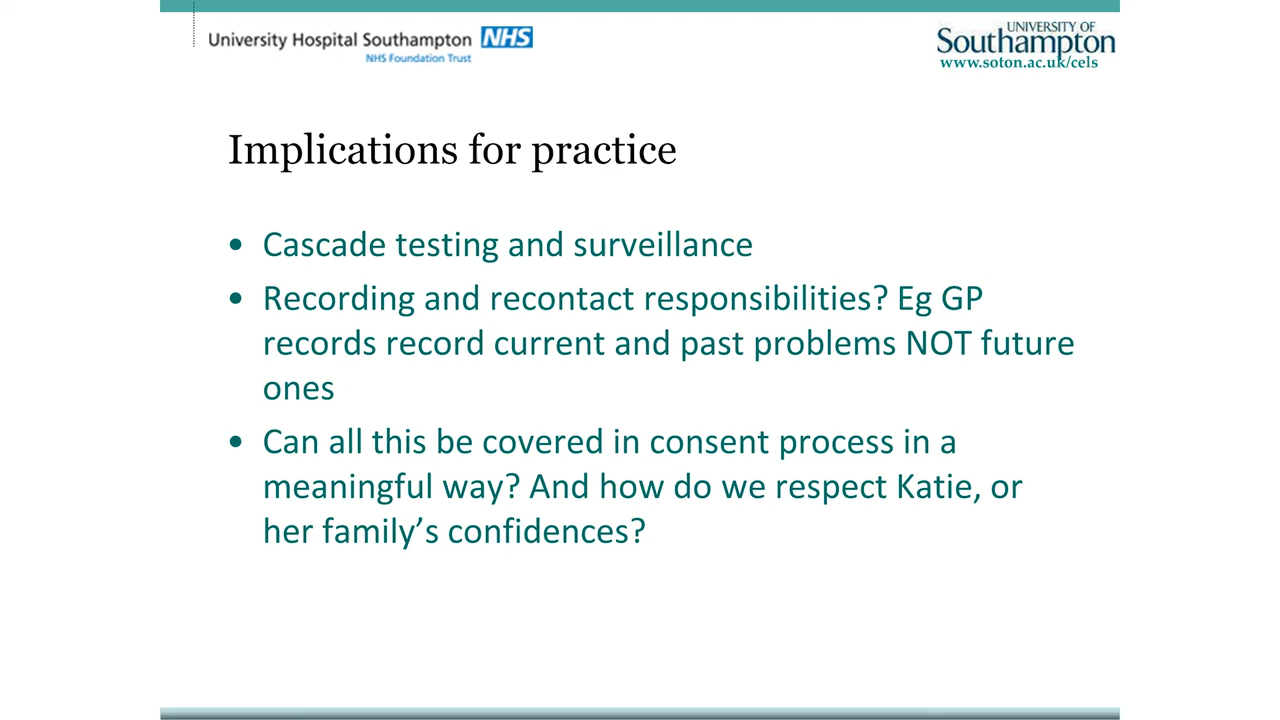 University Hospital Southampton NHS
NHS Foundation Trust
UNIVERSITY OF
Southampton
www.soton.ac.uk/cels
Implications for practice
• Cascade testing and surveillance
• Recording and recontact responsibilities? Eg GP
records record current and past problems NOT future
ones
• Can all this be covered in consent process in a
meaningful way? And how do we respect Katie, or
her family’s confidences?